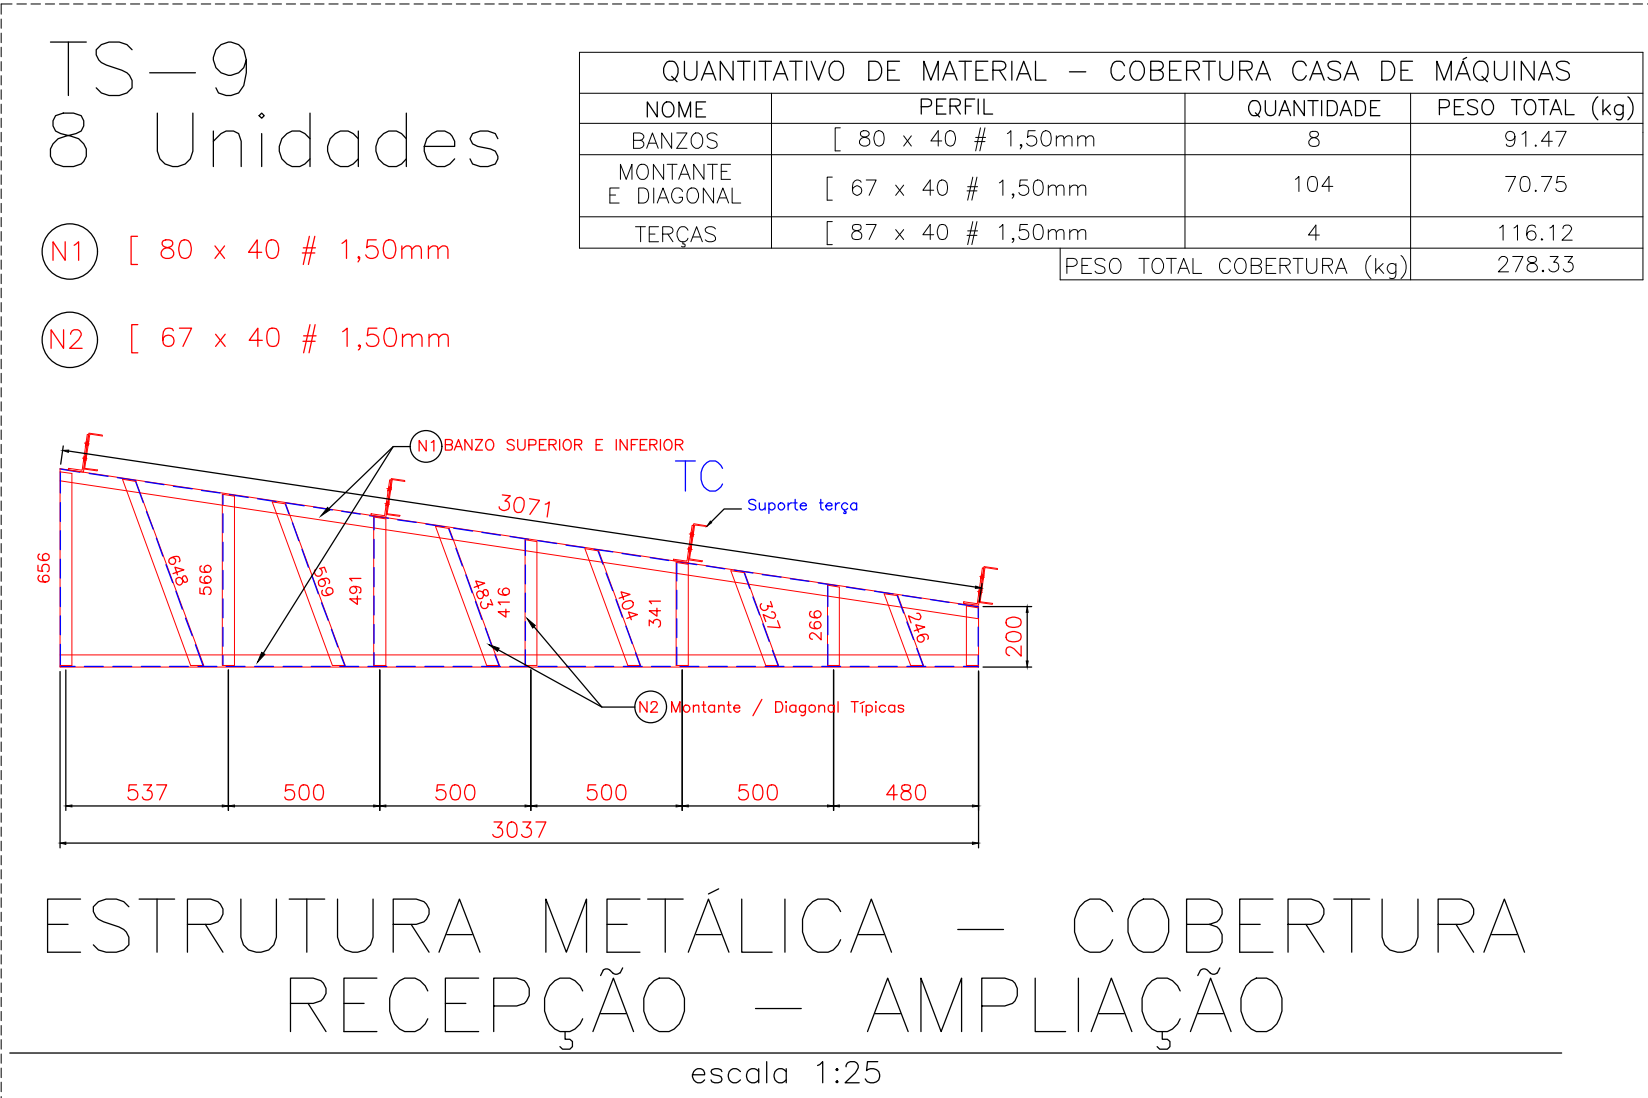 TS-9
8 Unidades
N1 [ 80 x 40 # 1,50mm
N2 [ 67 x 40 # 1,50mm
QUANTITATIVO DE MATERIAL - COBERTURA CASA DE MÁQUINAS
NOME PERFIL QUANTIDADE PESO TOTAL (kg)
BANZOS [ 80 x 40 # 1,50mm 8 91.47
MONTANTE
E DIAGONAL [ 67 x 40 # 1,50mm 104 70.75
TERÇAS [ 87 x 40 # 1,50mm 4 116.12
PESO TOTAL COBERTURA (kg) 278.33
N1 BANZO SUPERIOR E INFERIOR
TC
Suporte terça
3071
656
648
566
569
491
483
416
404
341
327
266
246
200
N2 Montante / Diagonal Típicas
537 500 500 500 500 480
3037
ESTRUTURA METÁLICA - COBERTURA
RECEPÇÃO - AMPLIAÇÃO
escala 1:25